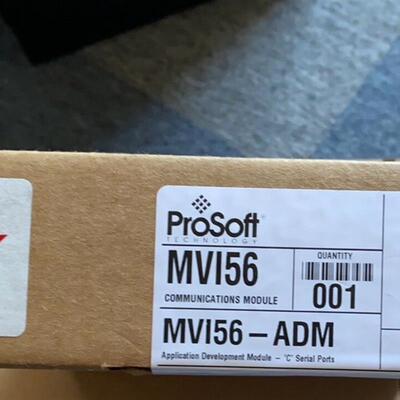 ProSoft®
TECHNOLOGY
MVI56
COMMUNICATIONS MODULE
QUANTITY
001
MVI56 – ADM
Application Development Module – "C" Serial Ports